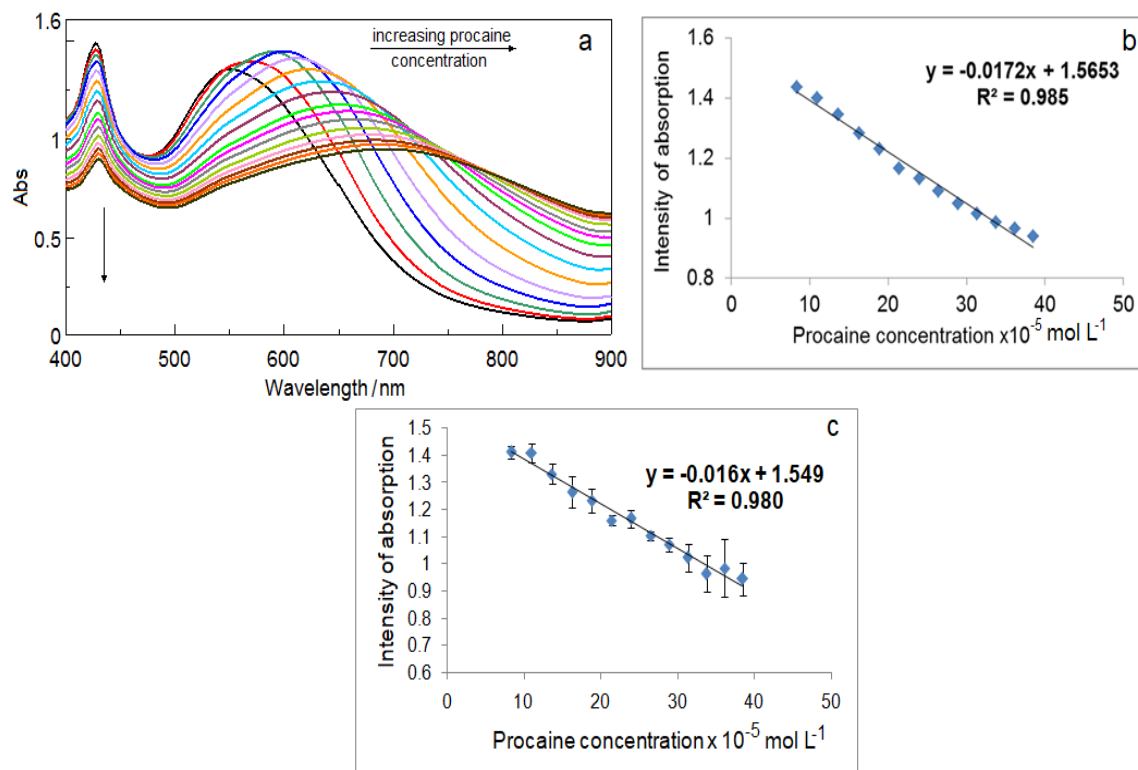 a
increasing procaine
concentration
1.6
1
0.5
0
Abs
400 500 600 700 800 900
Wavelength / nm
b
y = -0.0172x + 1.5653
R² = 0.985
1.6
1.4
1.2
1
0.8
Intensity of absorption
0 10 20 30 40 50
Procaine concentration x10⁻⁵ mol L⁻¹
c
y = -0.016x + 1.549
R² = 0.980
1.5
1.4
1.3
1.2
1.1
1
0.9
0.8
0.7
0.6
Intensity of absorption
0 10 20 30 40 50
Procaine concentration x 10⁻⁵ mol L⁻¹